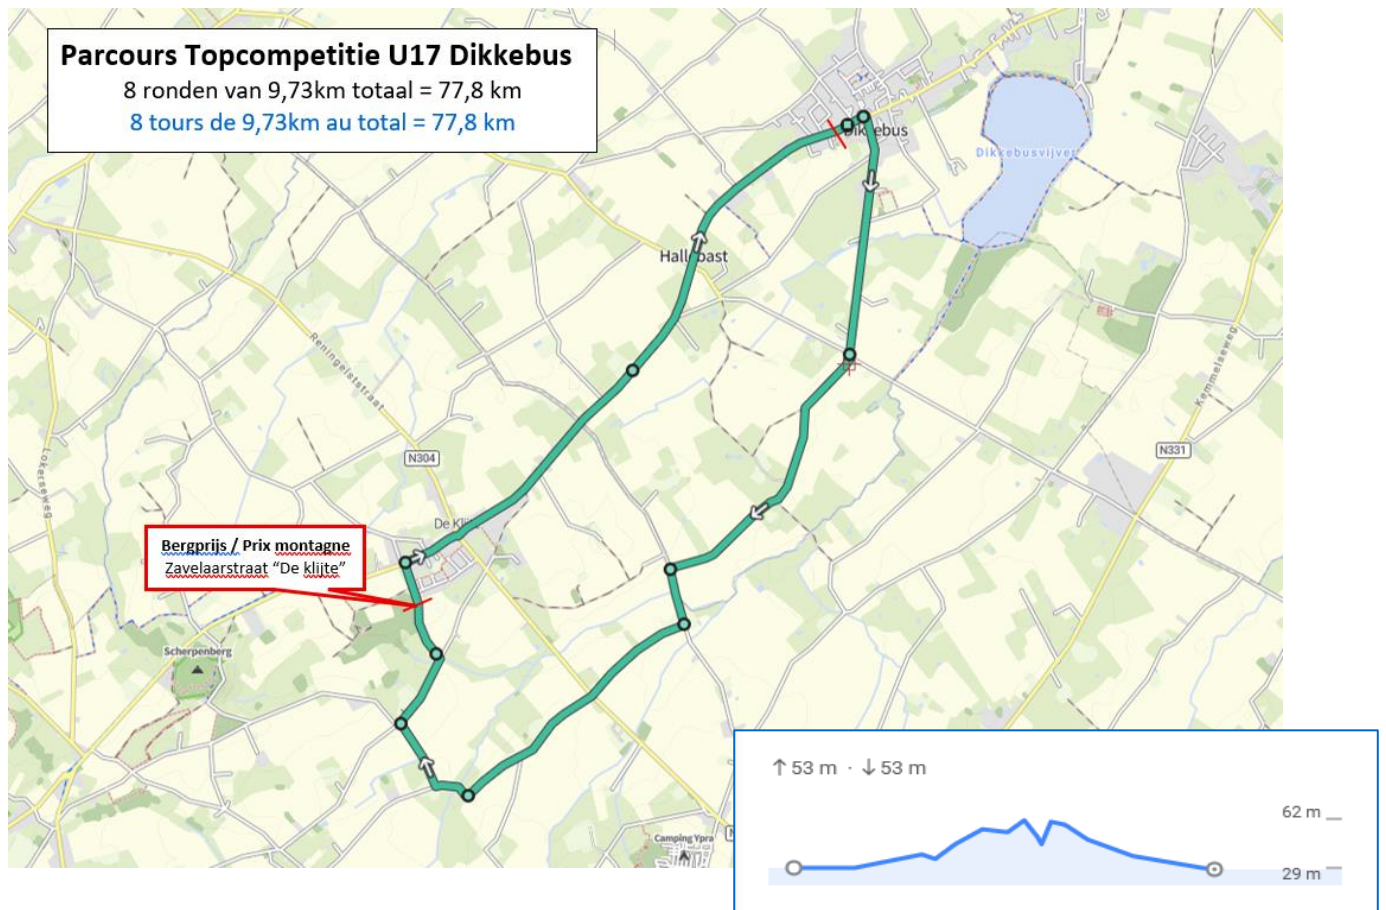 Parcours Topcompetitie U17 Dikkebus
8 ronden van 9,73km totaal = 77,8 km
8 tours de 9,73km au total = 77,8 km
Dikkebus
Dikkebusvijver
Hallebast
Reningelststraat
Kemmelseweg
N304
N331
Lokerseweg
De Klijte
Bergprijs / Prix montagne
Zavelaarstraat “De klijte”
Scherpenberg
Camping Ypra
N
↑ 53 m · ↓ 53 m
62 m
29 m